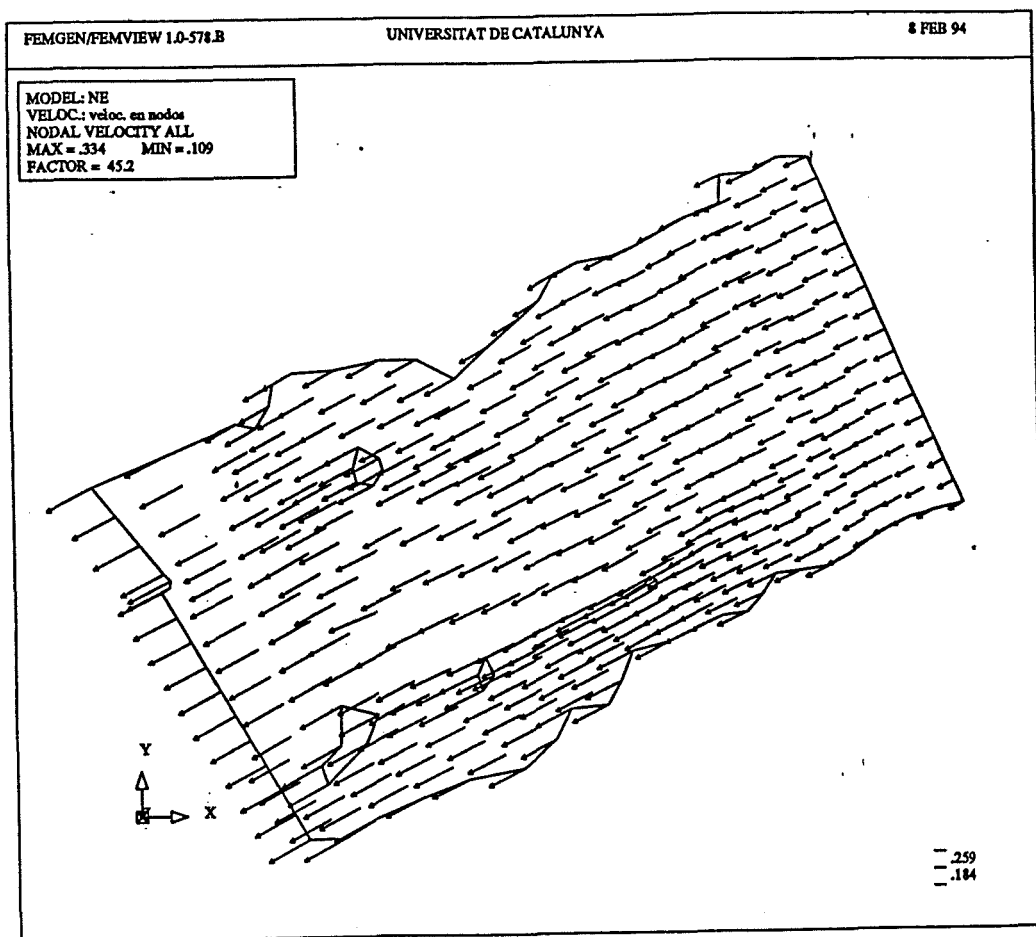 FEMGEN/FEMVIEW 1.0-578.B UNIVERSITAT DE CATALUNYA 8 FEB 94
MODEL: NE
VELOC.: veloc. en nodos
NODAL VELOCITY ALL
MAX = .334 MIN = .109
FACTOR = 45.2
Y
X
.259
.184